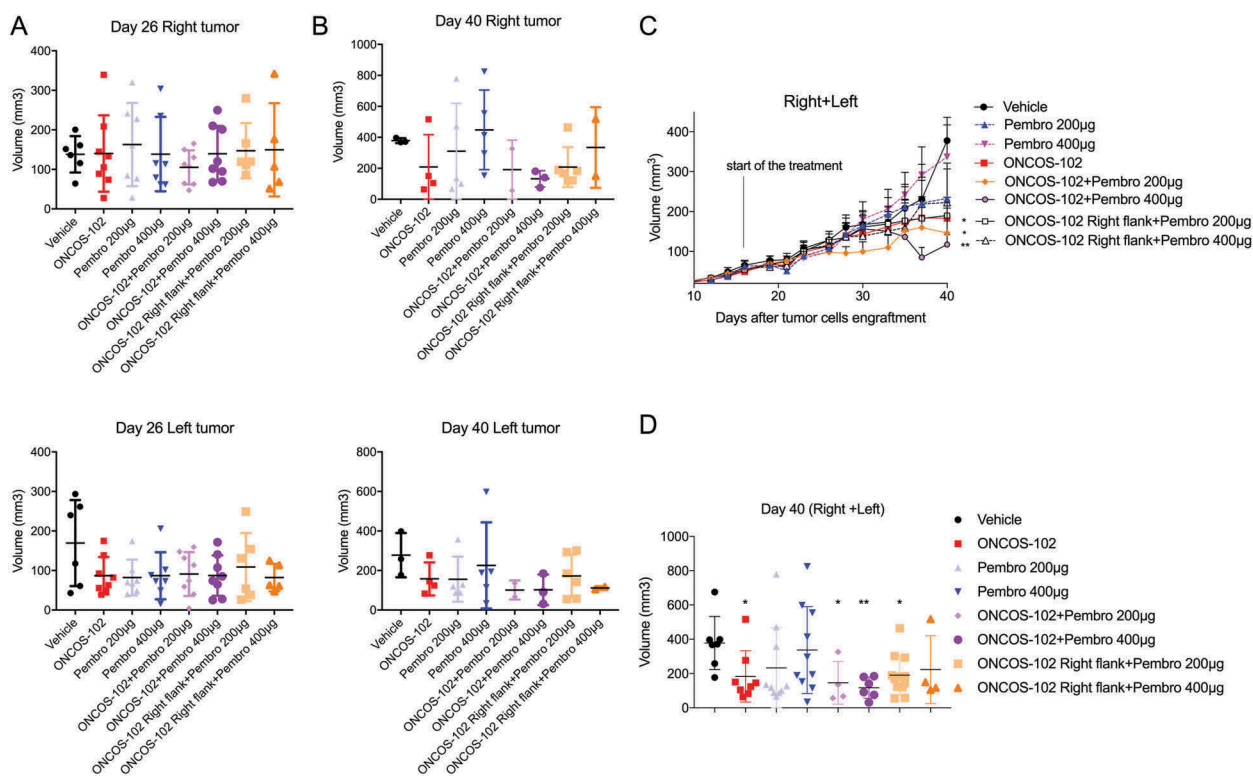 A
Day 26 Right tumor
Volume (mm3)
400
300
200
100
0
Vehicle
ONCOS-102
Pembro 200µg
Pembro 400µg
ONCOS-102+Pembro 200µg
ONCOS-102+Pembro 400µg
ONCOS-102 Right flank+Pembro 200µg
ONCOS-102 Right flank+Pembro 400µg
B
Day 40 Right tumor
Volume (mm3)
1000
800
600
400
200
0
Vehicle
ONCOS-102
Pembro 200µg
Pembro 400µg
ONCOS-102+Pembro 200µg
ONCOS-102+Pembro 400µg
ONCOS-102 Right flank+Pembro 200µg
ONCOS-102 Right flank+Pembro 400µg
C
Right+Left
start of the treatment
Volume (mm³)
400
300
200
100
10
20
30
40
Days after tumor cells engraftment
Vehicle
Pembro 200µg
Pembro 400µg
ONCOS-102
ONCOS-102+Pembro 200µg
ONCOS-102+Pembro 400µg
ONCOS-102 Right flank+Pembro 200µg
ONCOS-102 Right flank+Pembro 400µg
*
*
**
Day 26 Left tumor
Volume (mm3)
400
300
200
100
0
Vehicle
ONCOS-102
Pembro 200µg
Pembro 400µg
ONCOS-102+Pembro 200µg
ONCOS-102+Pembro 400µg
ONCOS-102 Right flank+Pembro 200µg
ONCOS-102 Right flank+Pembro 400µg
Day 40 Left tumor
Volume (mm3)
800
600
400
200
0
Vehicle
ONCOS-102
Pembro 200µg
Pembro 400µg
ONCOS-102+Pembro 200µg
ONCOS-102+Pembro 400µg
ONCOS-102 Right flank+Pembro 200µg
ONCOS-102 Right flank+Pembro 400µg
D
Day 40 (Right +Left)
Volume (mm3)
1000
800
600
400
200
0
* * ** *
Vehicle
ONCOS-102
Pembro 200µg
Pembro 400µg
ONCOS-102+Pembro 200µg
ONCOS-102+Pembro 400µg
ONCOS-102 Right flank+Pembro 200µg
ONCOS-102 Right flank+Pembro 400µg